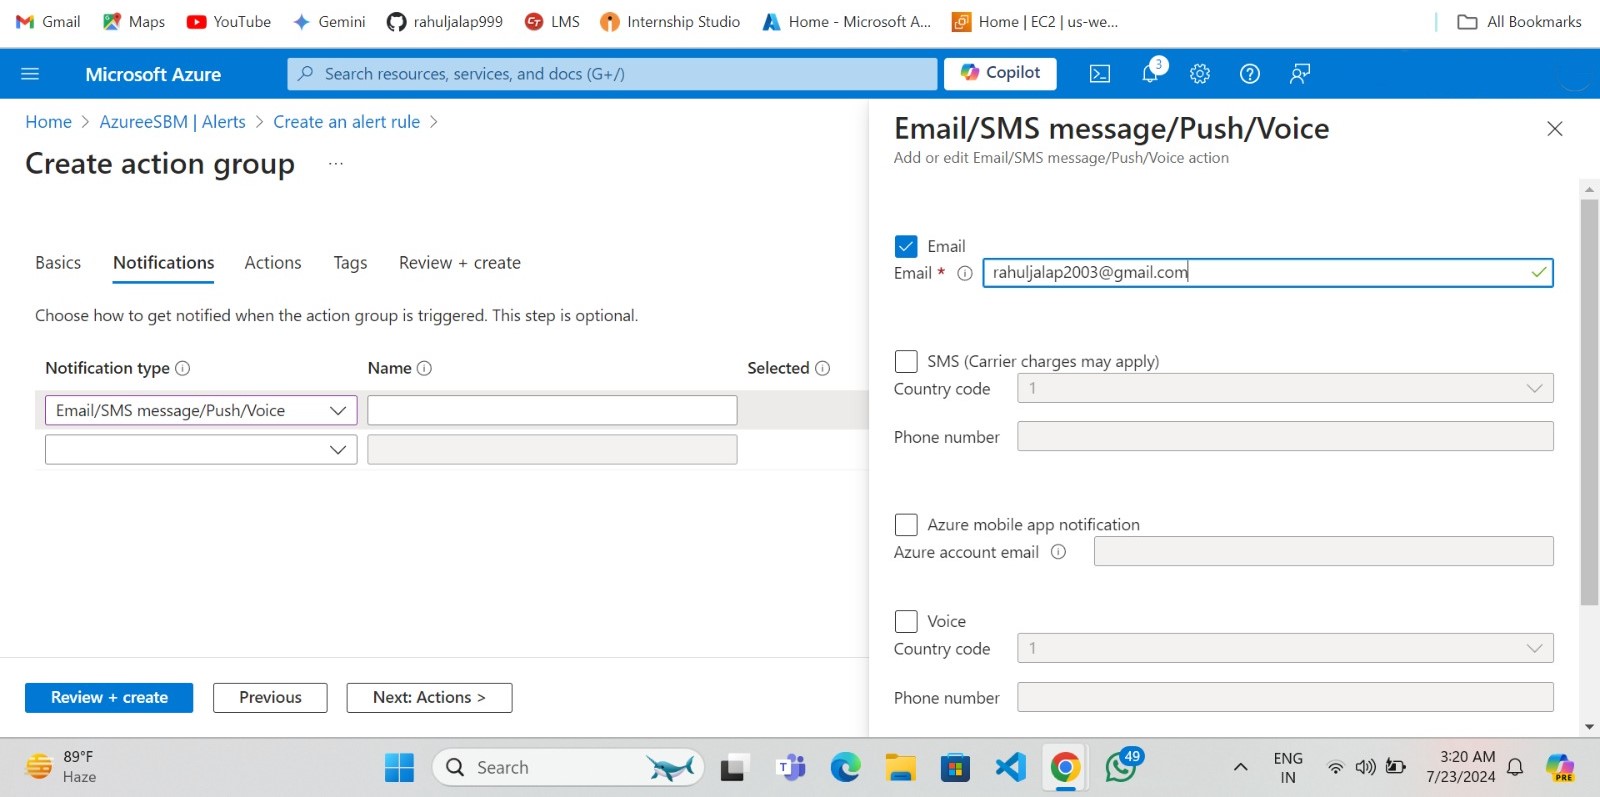 Gmail Maps YouTube Gemini rahuljalap999 LMS Internship Studio Home - Microsoft A... Home | EC2 | us-we... All Bookmarks
Microsoft Azure Search resources, services, and docs (G+/) Copilot 3
Home > AzureeSBM | Alerts > Create an alert rule >
Create action group ...
Basics Notifications Actions Tags Review + create
Choose how to get notified when the action group is triggered. This step is optional.
Notification type Name Selected
Email/SMS message/Push/Voice
Review + create Previous Next: Actions >
Email/SMS message/Push/Voice
Add or edit Email/SMS message/Push/Voice action
Email
Email * rahuljalap2003@gmail.com
SMS (Carrier charges may apply)
Country code 1
Phone number
Azure mobile app notification
Azure account email
Voice
Country code 1
Phone number
89°F
Haze
Search
49
ENG
IN
3:20 AM
7/23/2024
PRE